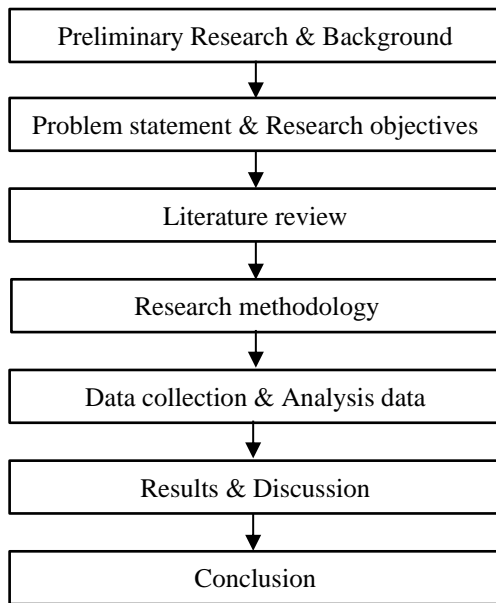 Preliminary Research & Background
Problem statement & Research objectives
Literature review
Research methodology
Data collection & Analysis data
Results & Discussion
Conclusion